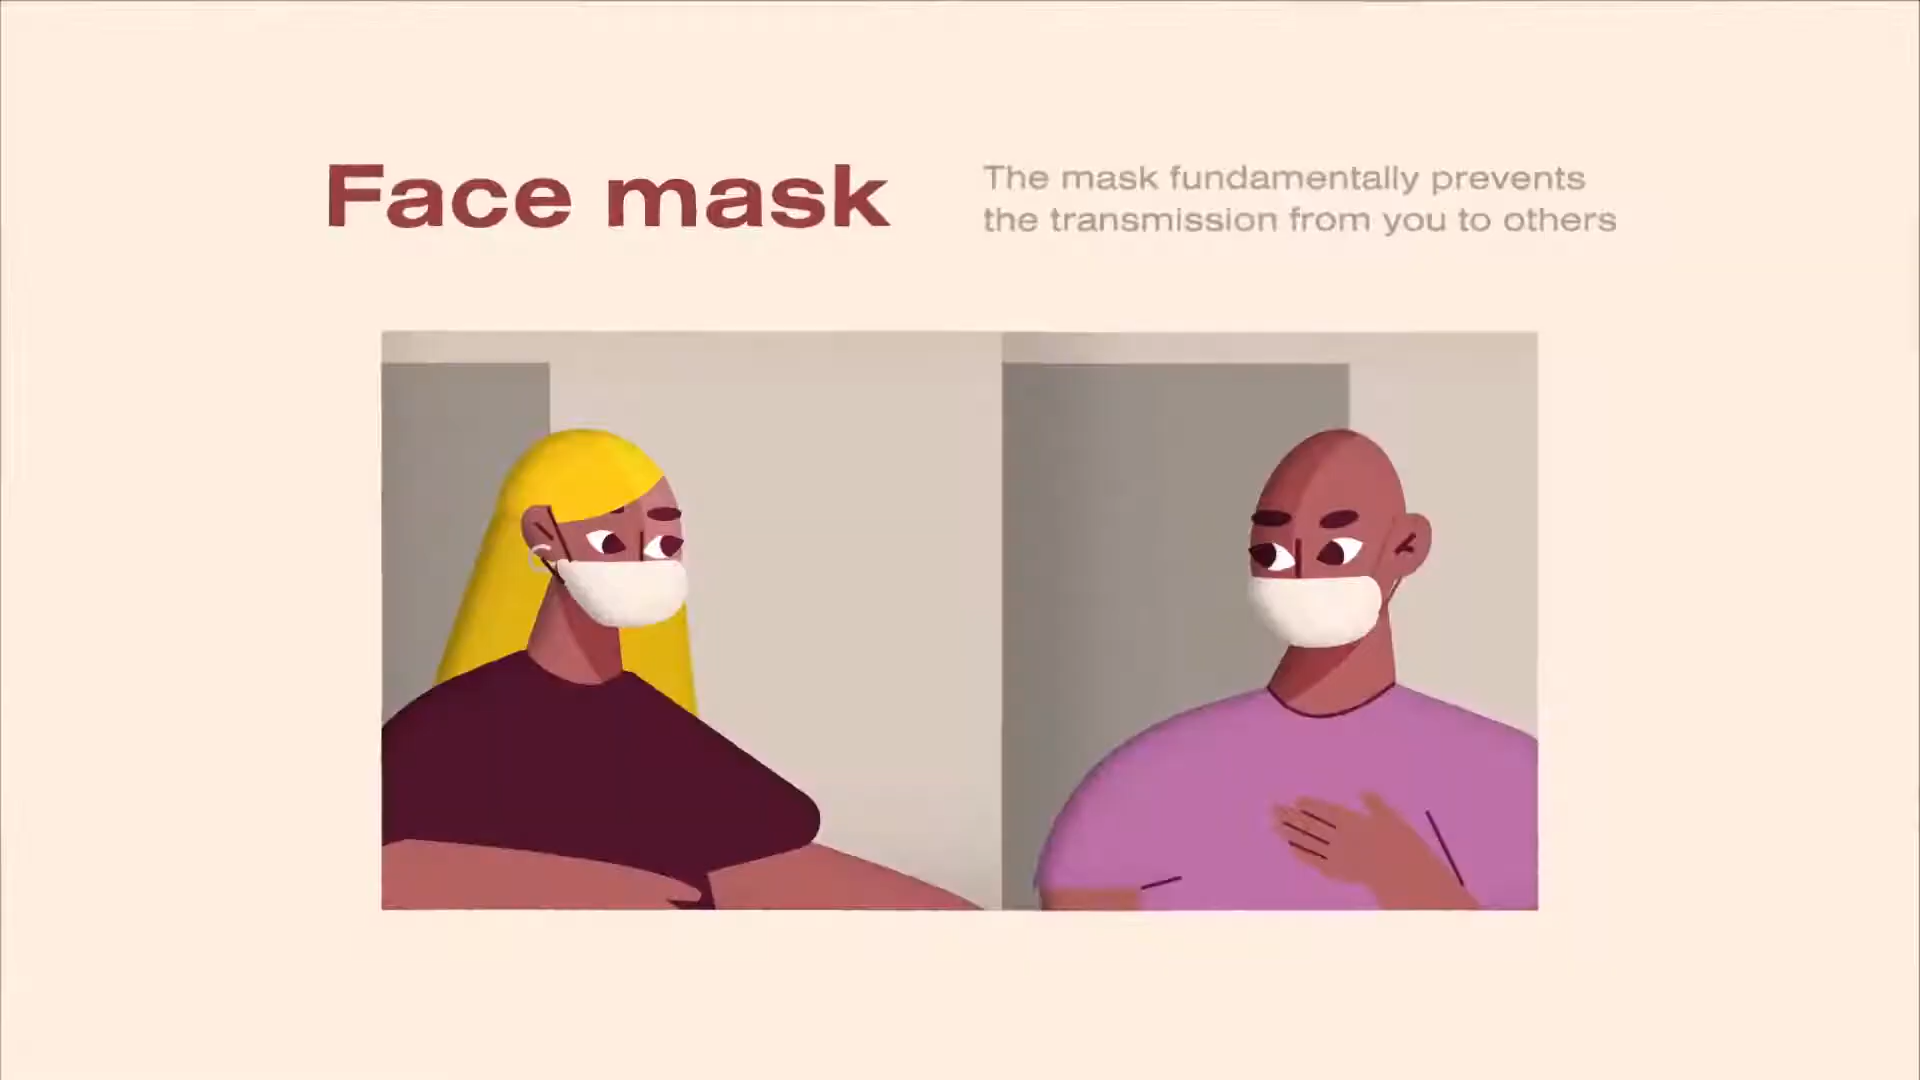 Face mask
The mask fundamentally prevents
the transmission from you to others